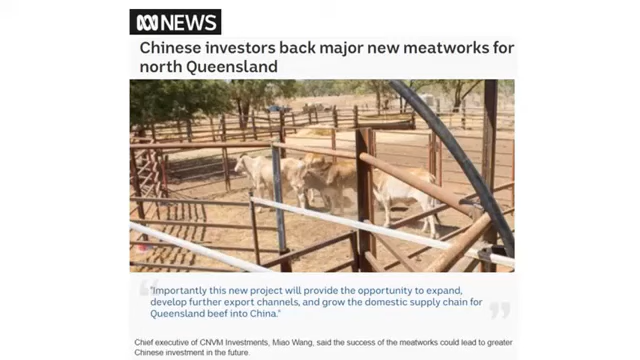 NEWS
Chinese investors back major new meatworks for
north Queensland
"Importantly this new project will provide the opportunity to expand,
develop further export channels, and grow the domestic supply chain for
Queensland beef into China."
Chief executive of CNVM Investments, Miao Wang, said the success of the meatworks could lead to greater
Chinese investment in the future.